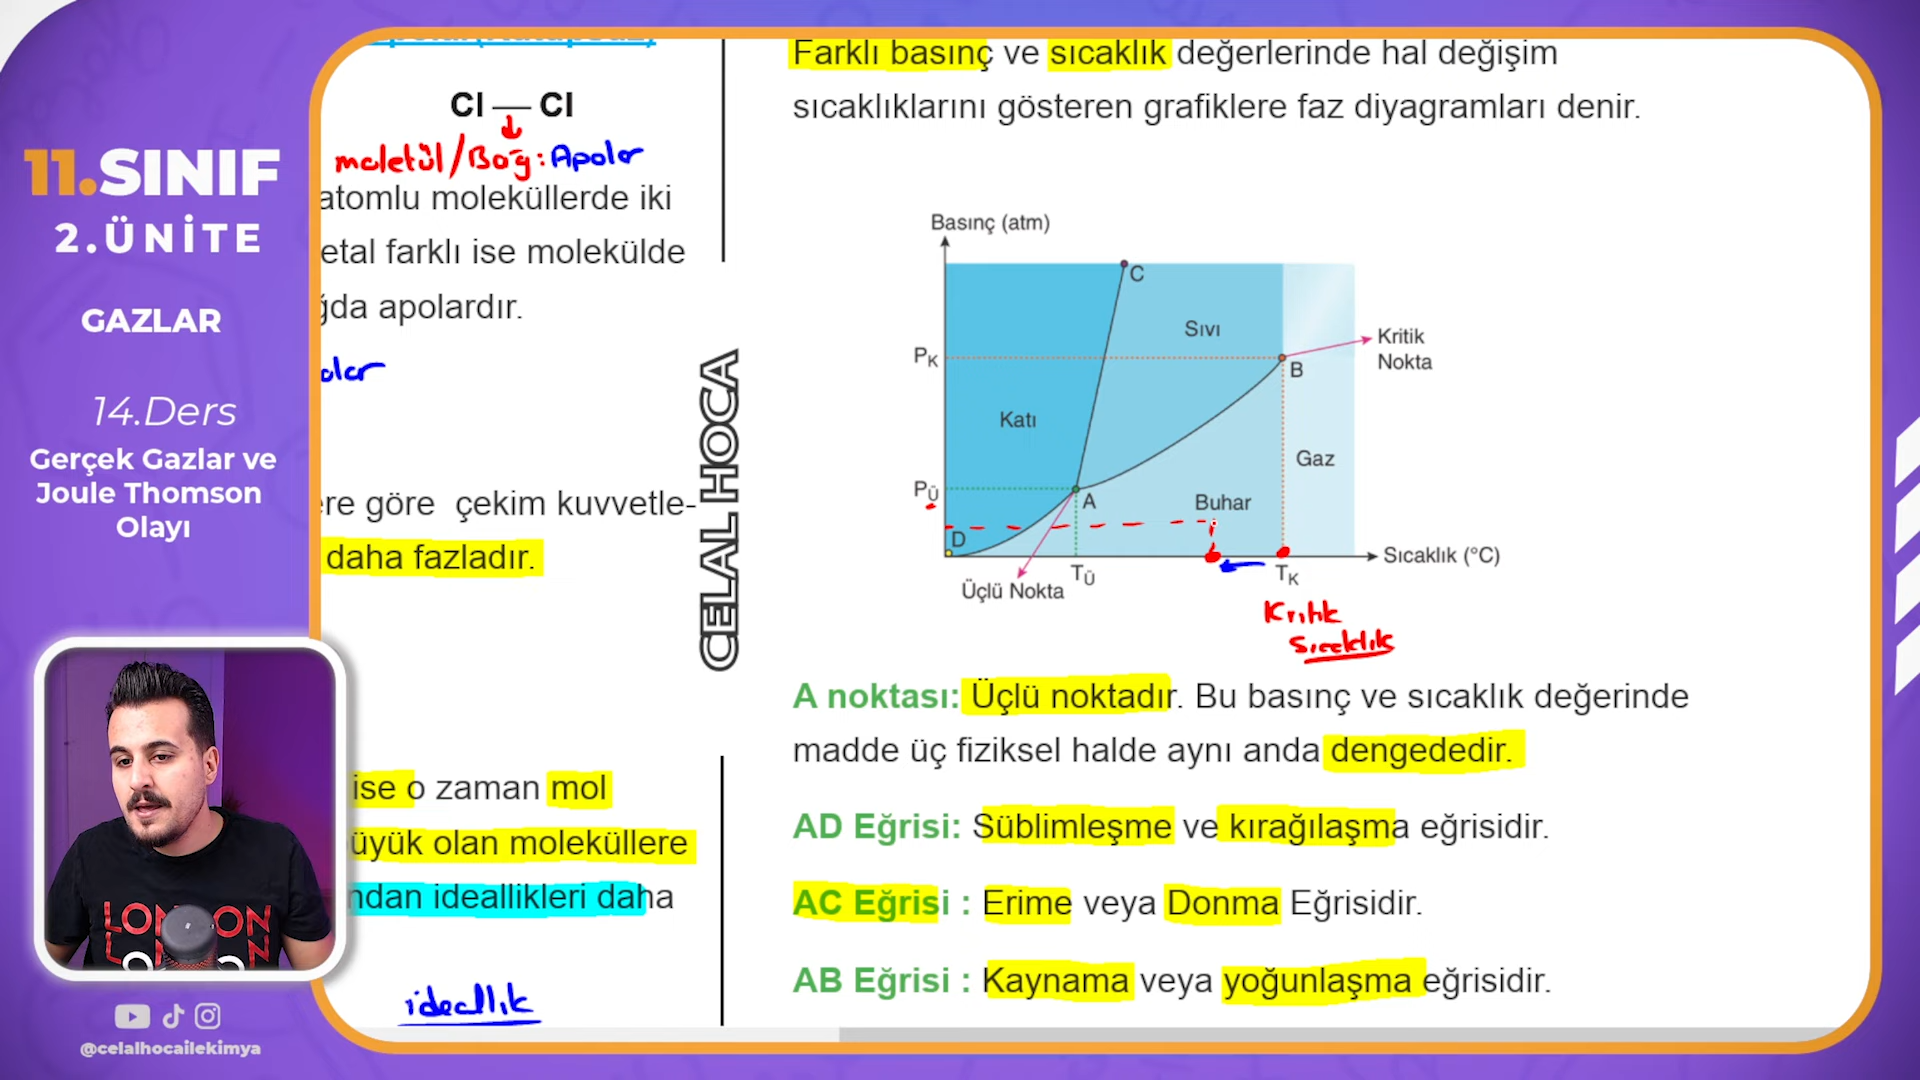 11.SINIF
2.ÜNİTE
GAZLAR
14.Ders
Gerçek Gazlar ve
Joule Thomson
Olayı
@celalhocailekimya
Cl — Cl
molekül/Bağ: Apolar
atomlu moleküllerde iki
etal farklı ise molekülde
ğda apolardır.
olar
ere göre çekim kuvvetle-
daha fazladır.
ise o zaman mol
üyük olan moleküllere
ndan ideallikleri daha
ideallik
CELAL HOCA
Farklı basınç ve sıcaklık değerlerinde hal değişim
sıcaklıklarını gösteren grafiklere faz diyagramları denir.
Basınç (atm)
C
Sıvı
Kritik
Nokta
PK
B
Katı
Gaz
PÜ
A
Buhar
D
Sıcaklık (°C)
TÜ
TK
Üçlü Nokta
Kritik
Sıcaklık
A noktası: Üçlü noktadır. Bu basınç ve sıcaklık değerinde
madde üç fiziksel halde aynı anda dengededir.
AD Eğrisi: Süblimleşme ve kırağılaşma eğrisidir.
AC Eğrisi : Erime veya Donma Eğrisidir.
AB Eğrisi : Kaynama veya yoğunlaşma eğrisidir.